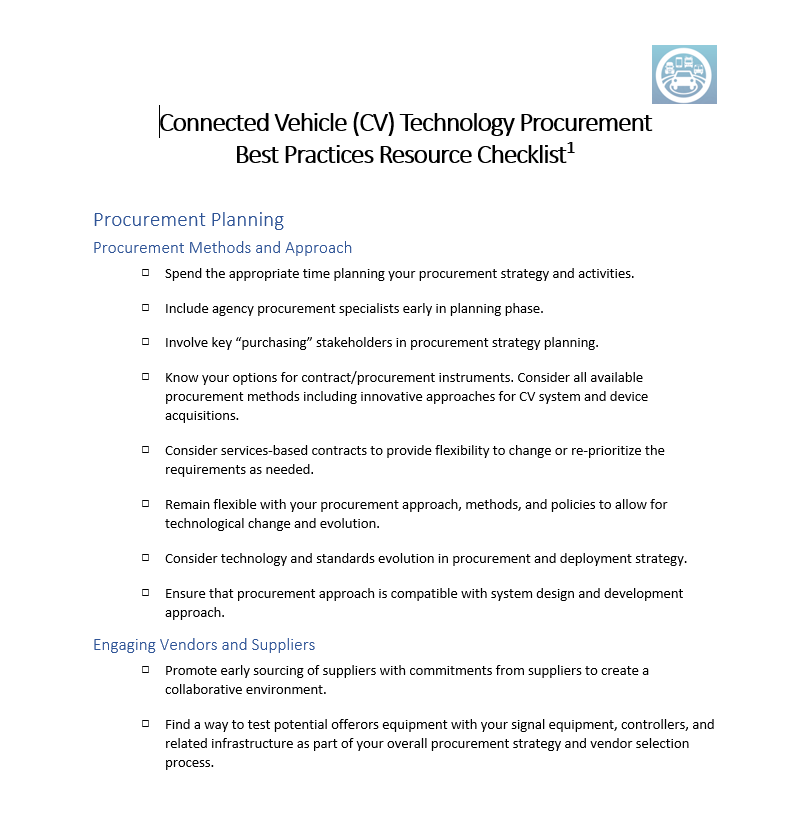 Connected Vehicle (CV) Technology Procurement
Best Practices Resource Checklist1
Procurement Planning
Procurement Methods and Approach
□ Spend the appropriate time planning your procurement strategy and activities.
□ Include agency procurement specialists early in planning phase.
□ Involve key “purchasing” stakeholders in procurement strategy planning.
□ Know your options for contract/procurement instruments. Consider all available
procurement methods including innovative approaches for CV system and device
acquisitions.
□ Consider services-based contracts to provide flexibility to change or re-prioritize the
requirements as needed.
□ Remain flexible with your procurement approach, methods, and policies to allow for
technological change and evolution.
□ Consider technology and standards evolution in procurement and deployment strategy.
□ Ensure that procurement approach is compatible with system design and development
approach.
Engaging Vendors and Suppliers
□ Promote early sourcing of suppliers with commitments from suppliers to create a
collaborative environment.
□ Find a way to test potential offerors equipment with your signal equipment, controllers, and
related infrastructure as part of your overall procurement strategy and vendor selection
process.